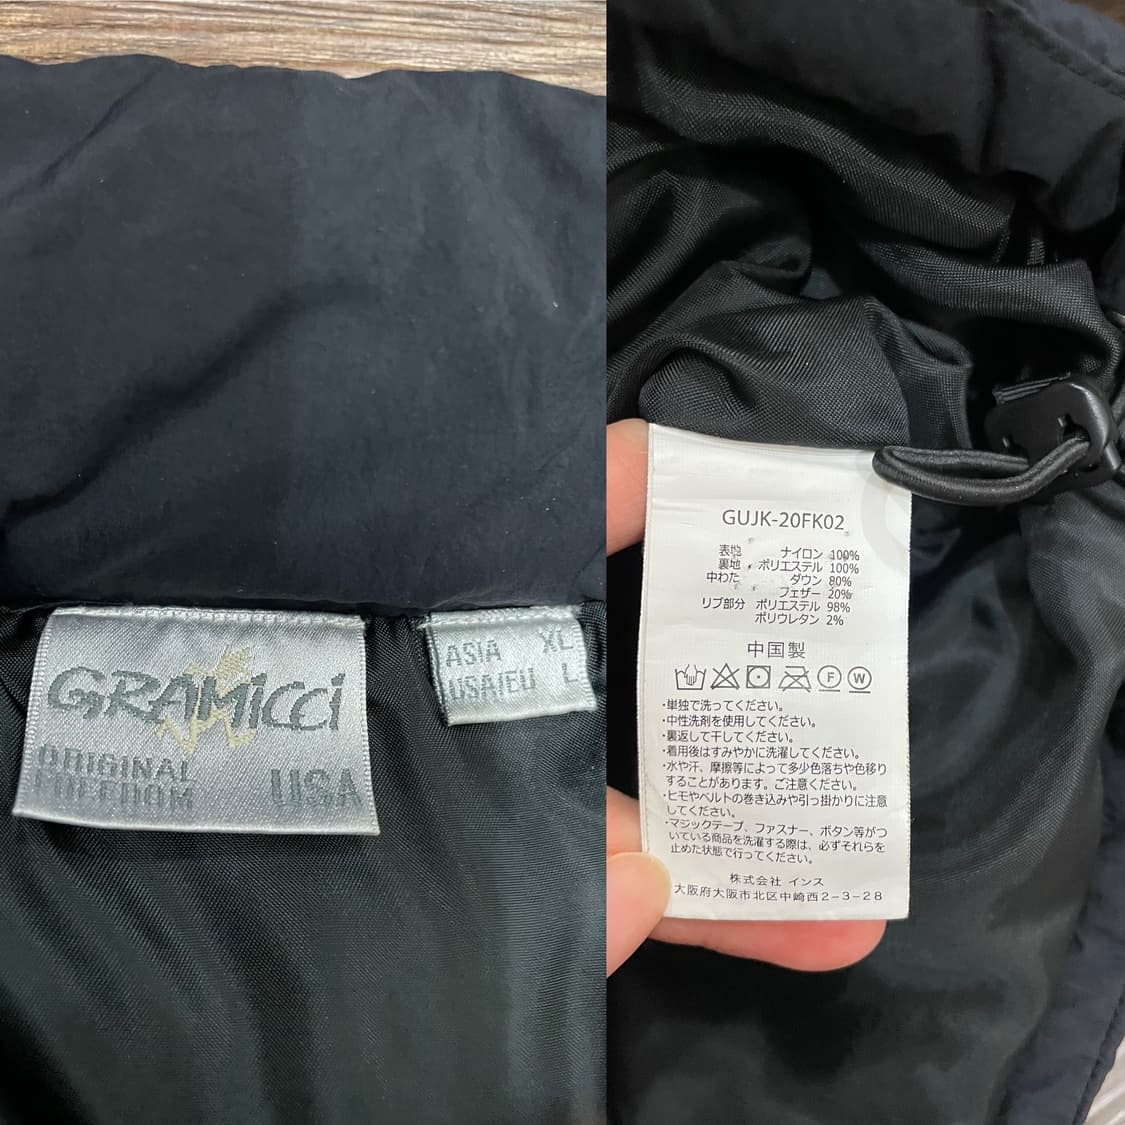 GRAMICCI
ORIGINAL
FREEDOM USA
ASIA XL
USA/EU L
GUJK-20FK02
表地 ナイロン 100%
裏地 ポリエステル 100%
中わた ダウン 80%
フェザー 20%
リブ部分 ポリエステル 98%
ポリウレタン 2%
中国製
F W
・単独で洗ってください。
・中性洗剤を使用してください。
・裏返して干してください。
・着用後はすみやかに洗濯してください。
・水や汗、摩擦等によって多少色落ちや色移り
することがあります。ご注意ください。
・ヒモやベルトの巻き込みや引っ掛かりに注意
してください。
・マジックテープ、ファスナー、ボタン等がつ
いている商品を洗濯する際は、必ずそれらを
止めた状態で行ってください。
株式会社 インス
大阪府大阪市北区中崎西2-3-28